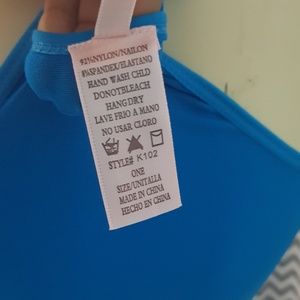 92%NYLON/NAILON
8%SPANDEX/ELASTANO
HAND WASH CHLD
DONOTBLEACH
HANG DRY
LAVE FRIO A MANO
NO USAR CLORO
STYLE# K102
ONE
SIZE/UNITALLA
MADE IN CHINA
HECHO EN CHINA